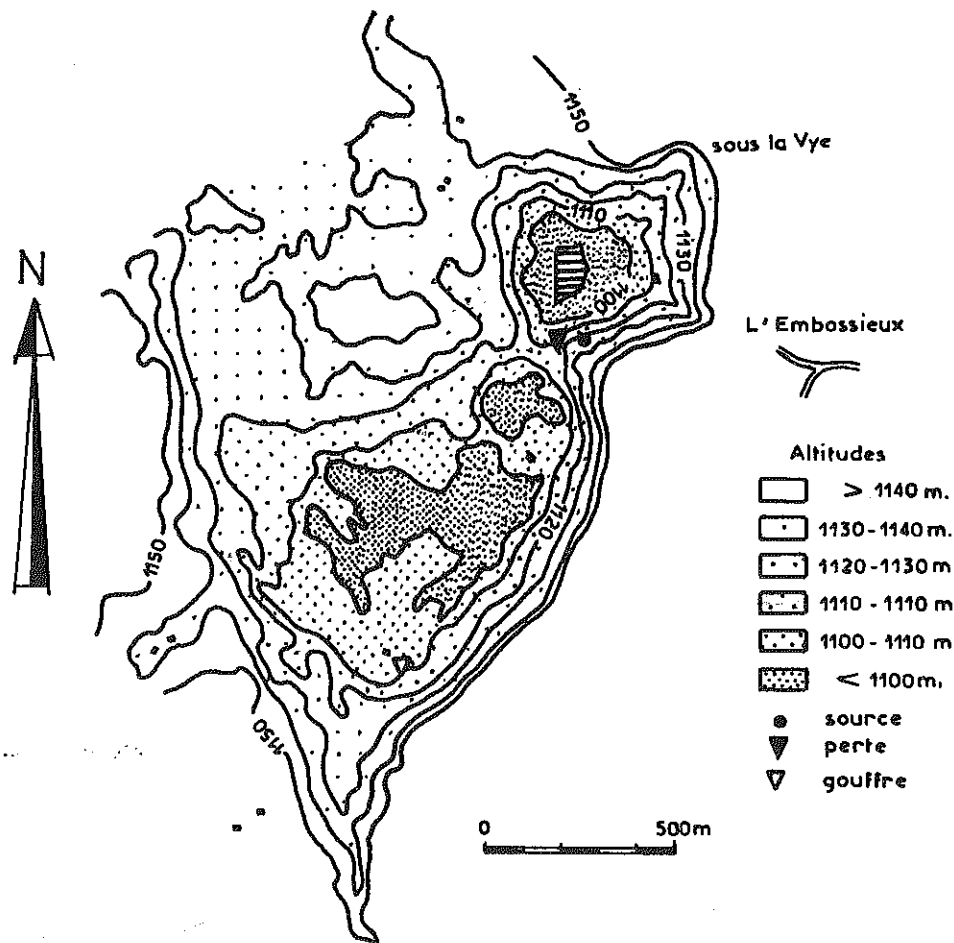 1150
sous la Vye
1110
1130
N
1100
L'Embossieux
Altitudes
> 1140 m.
1130-1140 m.
1120-1130 m
1120
1150
1110 - 1110 m
1100 - 1110 m
< 1100 m.
source
1150
perte
gouffre
0 500m